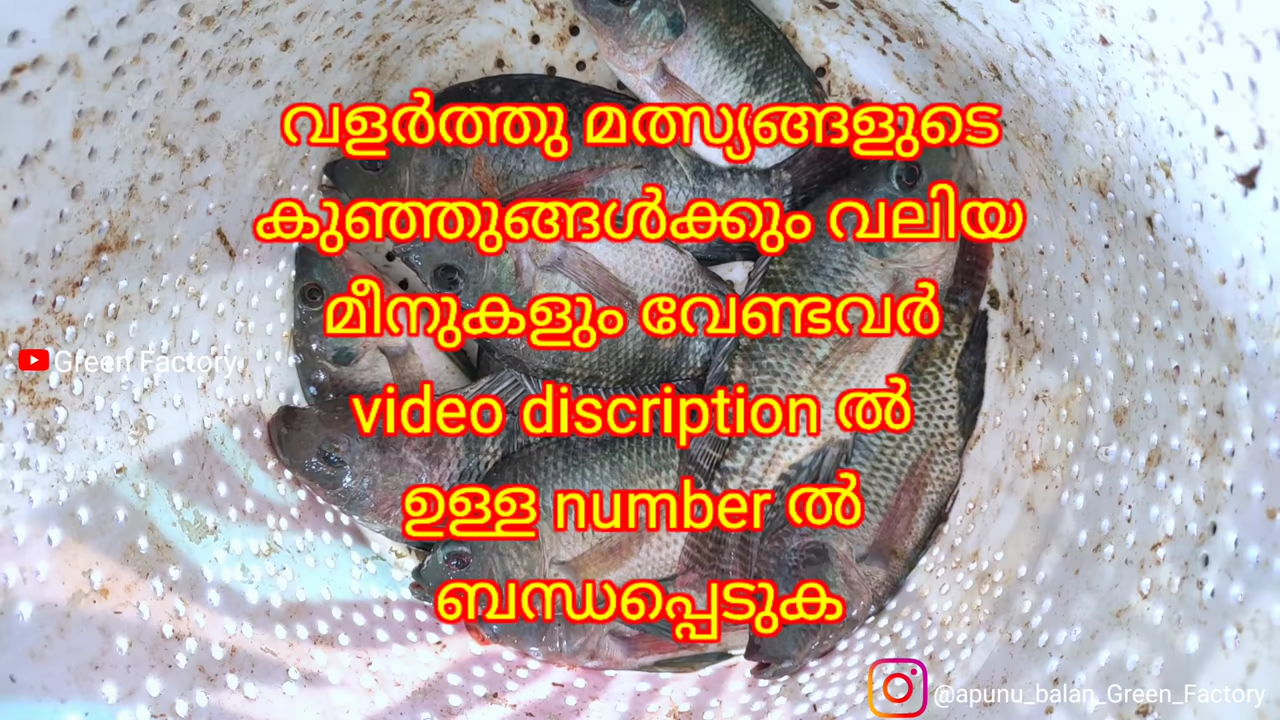 വളർത്തു മത്സ്യങ്ങളുടെ
കുഞ്ഞുങ്ങൾക്കും വലിയ
മീനുകളും വേണ്ടവർ
Green Factory
video discription ൽ
ഉള്ള number ൽ
ബന്ധപ്പെടുക
@apunu_balan_Green_Factory